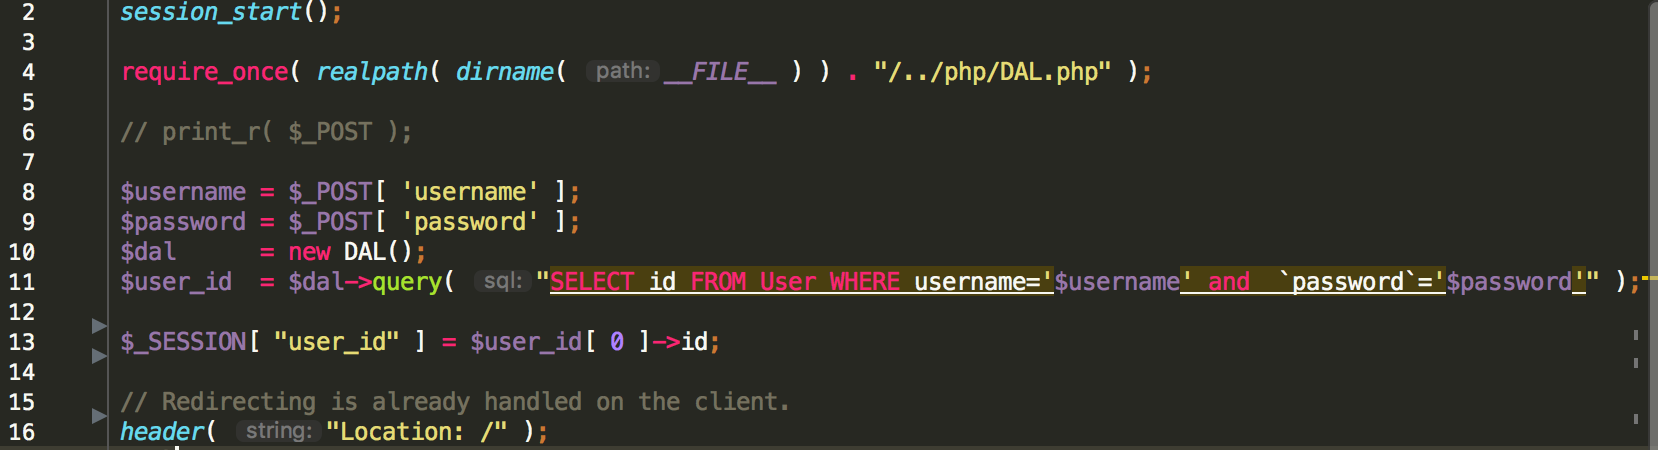 2 session_start();
3
4 require_once( realpath( dirname( path: __FILE__ ) ) . "/../php/DAL.php" );
5
6 // print_r( $_POST );
7
8 $username = $_POST[ 'username' ];
9 $password = $_POST[ 'password' ];
10 $dal      = new DAL();
11 $user_id  = $dal->query( sql: "SELECT id FROM User WHERE username='$username' and  `password`='$password'" );
12
13 $_SESSION[ "user_id" ] = $user_id[ 0 ]->id;
14
15 // Redirecting is already handled on the client.
16 header( string: "Location: /" );